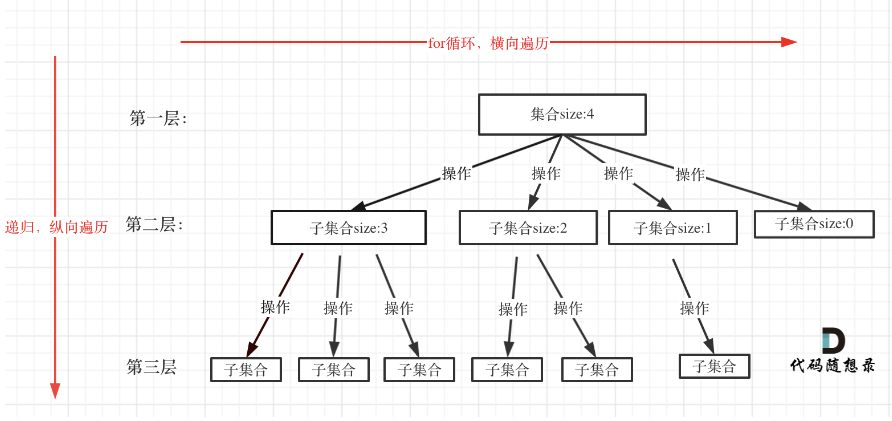 for循环，横向遍历
第一层：
集合size:4
操作
操作
操作
操作
递归，纵向遍历
第二层：
子集合size:3
子集合size:2
子集合size:1
子集合size:0
操作
操作
操作
操作
操作
操作
第三层
子集合
子集合
子集合
子集合
子集合
子集合
代码随想录